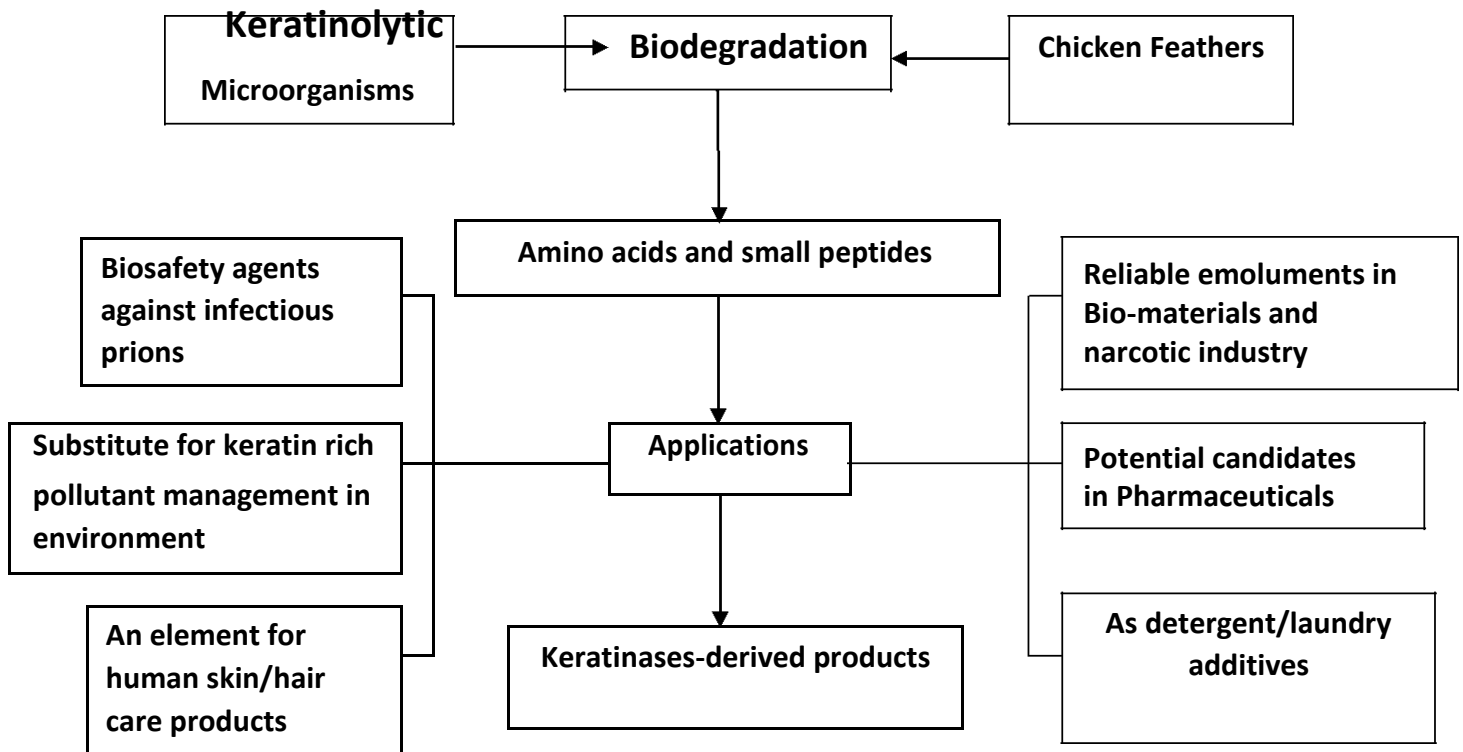 Keratinolytic
Microorganisms
Biodegradation
Chicken Feathers
Amino acids and small peptides
Biosafety agents
against infectious
prions
Reliable emoluments in
Bio-materials and
narcotic industry
Substitute for keratin rich
pollutant management in
environment
Applications
Potential candidates
in Pharmaceuticals
An element for
human skin/hair
care products
Keratinases-derived products
As detergent/laundry
additives